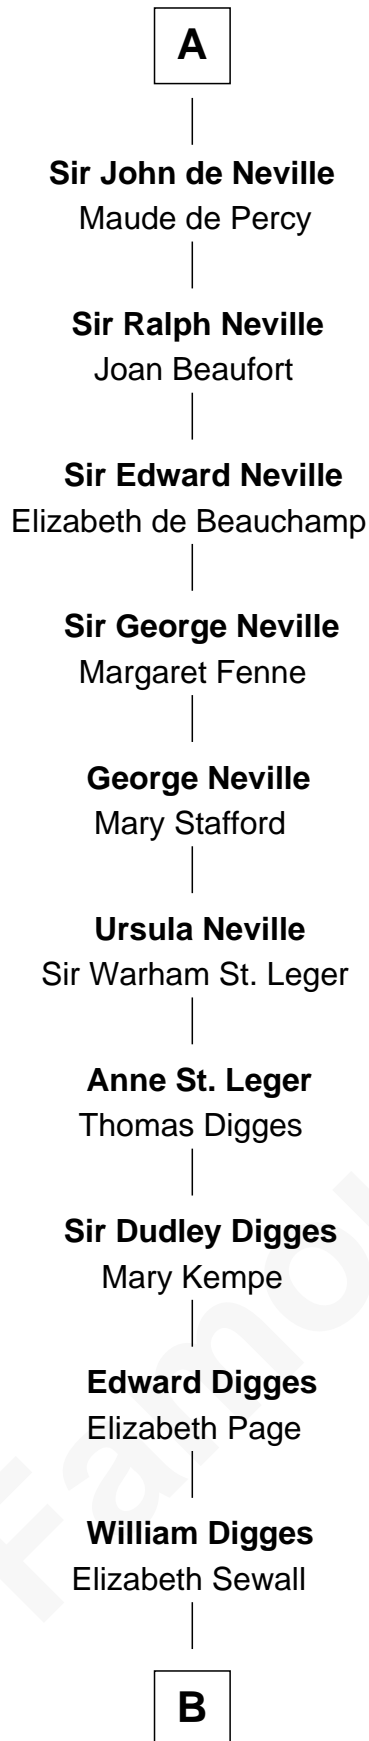 A
Sir John de Neville
Maude de Percy
Sir Ralph Neville
Joan Beaufort
Sir Edward Neville
Elizabeth de Beauchamp
Sir George Neville
Margaret Fenne
George Neville
Mary Stafford
Ursula Neville
Sir Warham St. Leger
Anne St. Leger
Thomas Digges
Sir Dudley Digges
Mary Kempe
Edward Digges
Elizabeth Page
William Digges
Elizabeth Sewall
B